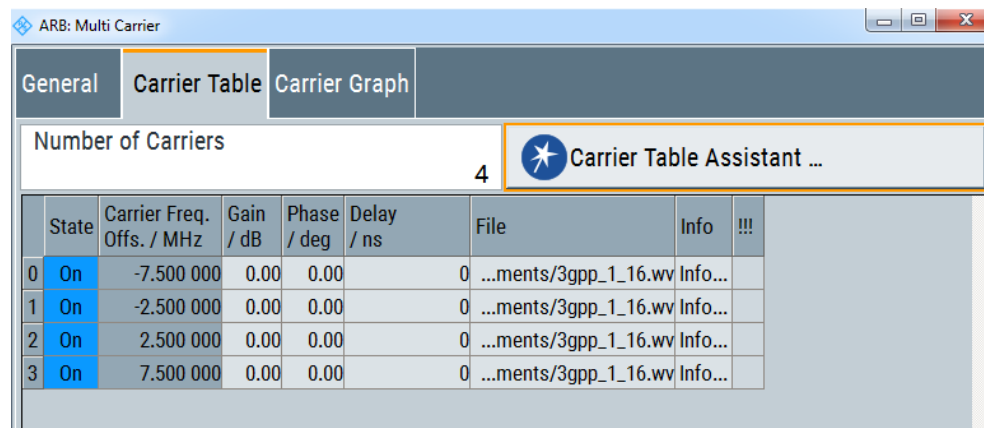 ARB: Multi Carrier
General Carrier Table Carrier Graph
Number of Carriers
4
Carrier Table Assistant ...
State Carrier Freq. Offs. / MHz Gain / dB Phase / deg Delay / ns File Info !!!
0 On -7.500 000 0.00 0.00 0 ...ments/3gpp_1_16.wv Info...
1 On -2.500 000 0.00 0.00 0 ...ments/3gpp_1_16.wv Info...
2 On 2.500 000 0.00 0.00 0 ...ments/3gpp_1_16.wv Info...
3 On 7.500 000 0.00 0.00 0 ...ments/3gpp_1_16.wv Info...